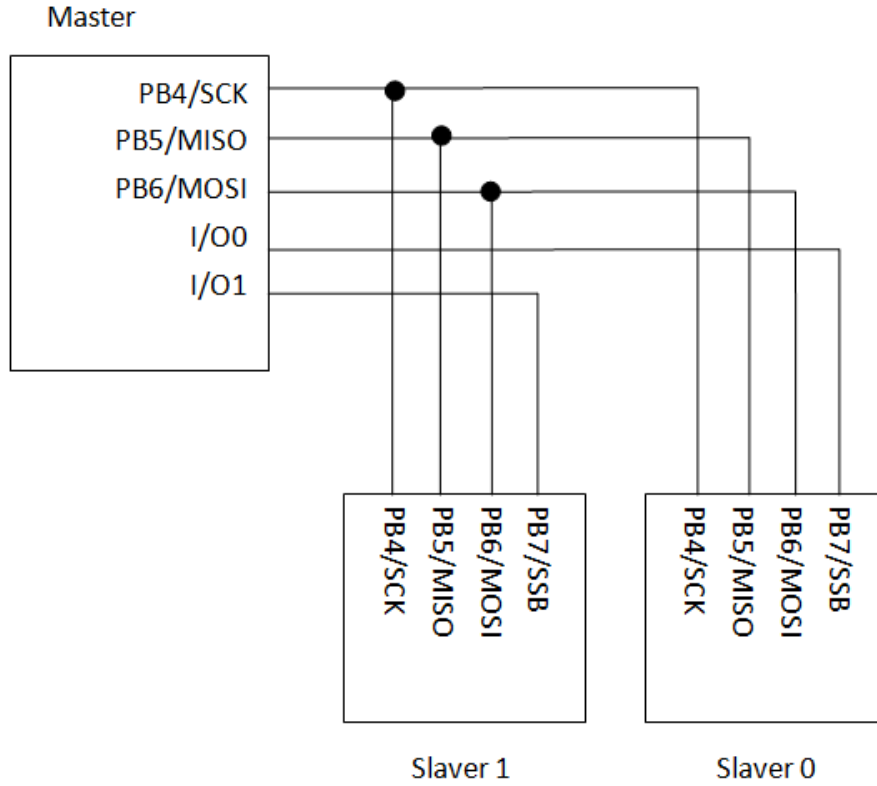 Master
PB4/SCK
PB5/MISO
PB6/MOSI
I/O0
I/O1
PB4/SCK
PB5/MISO
PB6/MOSI
PB7/SSB
PB4/SCK
PB5/MISO
PB6/MOSI
PB7/SSB
Slaver 1
Slaver 0